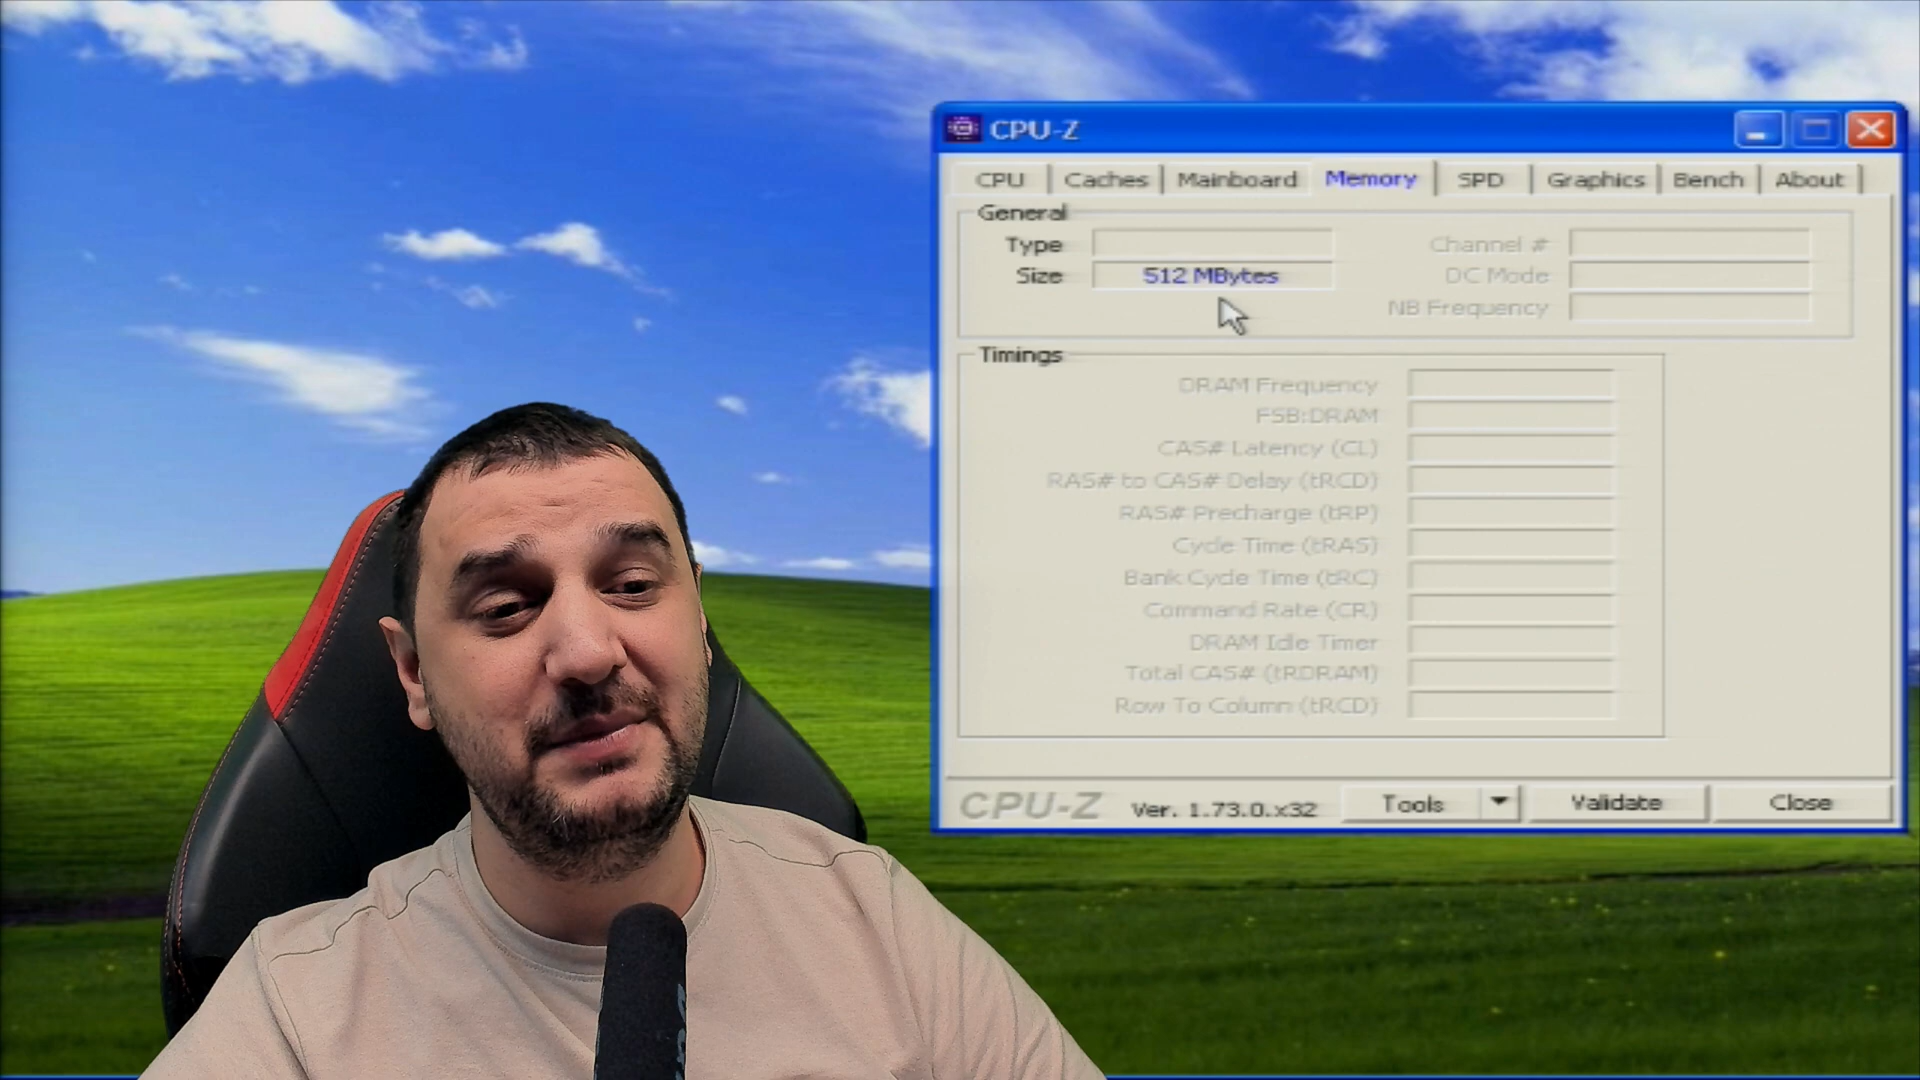 CPU-Z
CPU Caches Mainboard Memory SPD Graphics Bench About
General
Type
Channel #
Size 512 MBytes
DC Mode
NB Frequency
Timings
DRAM Frequency
FSB:DRAM
CAS# Latency (CL)
RAS# to CAS# Delay (tRCD)
RAS# Precharge (tRP)
Cycle Time (tRAS)
Bank Cycle Time (tRC)
Command Rate (CR)
DRAM Idle Timer
Total CAS# (tRDRAM)
Row To Column (tRCD)
CPU-Z Ver. 1.73.0.x32 Tools Validate Close